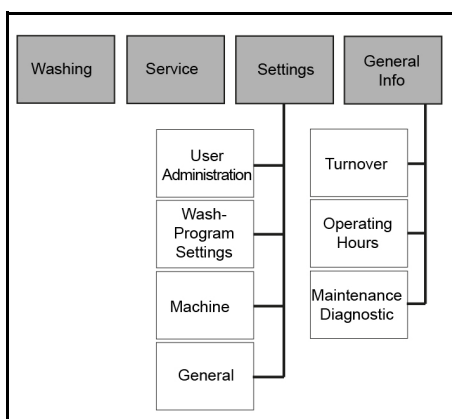 Washing
Service
Settings
General
Info
User
Administration
Wash-
Program
Settings
Machine
General
Turnover
Operating
Hours
Maintenance
Diagnostic